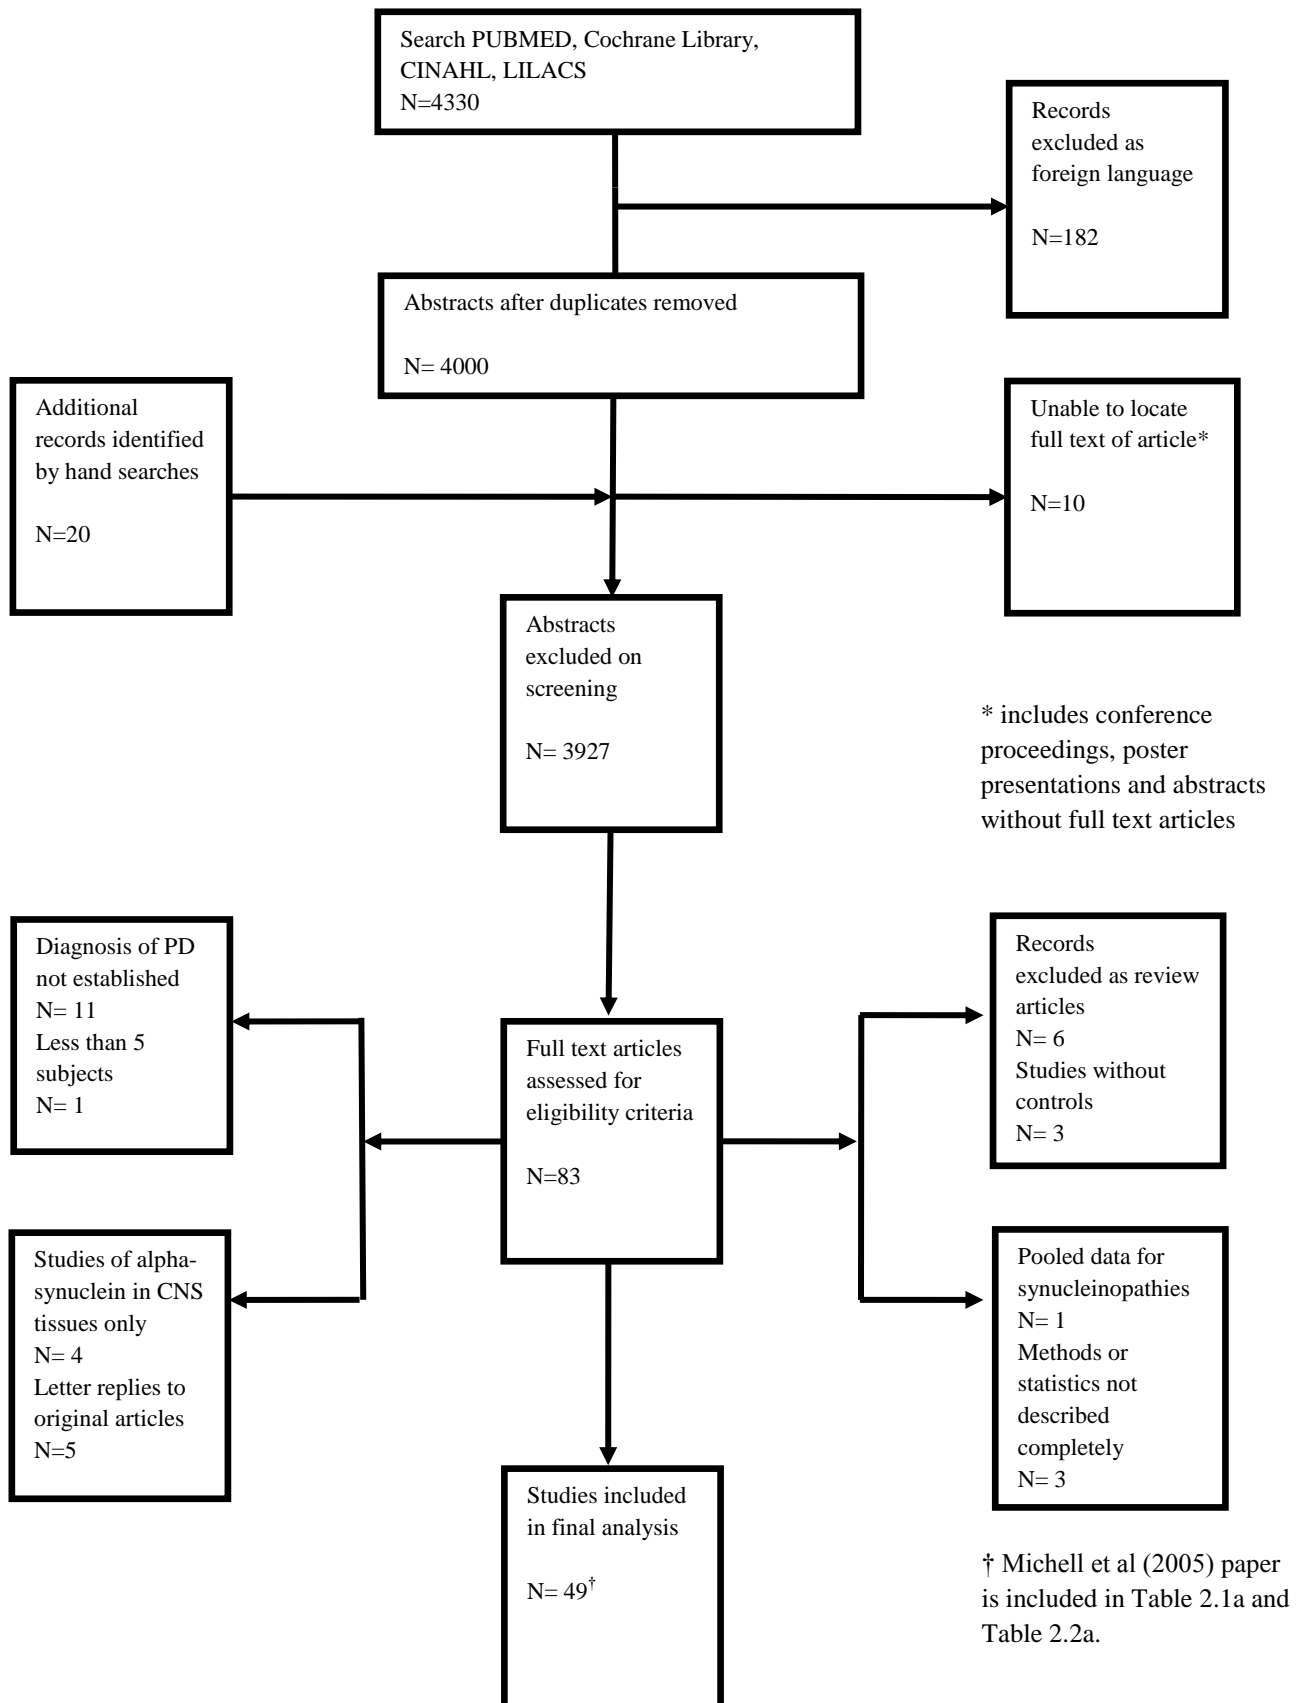 Search PUBMED, Cochrane Library,
CINAHL, LILACS
N=4330
Records
excluded as
foreign language
N=182
Abstracts after duplicates removed
N= 4000
Additional
records identified
by hand searches
N=20
Unable to locate
full text of article*
N=10
Abstracts
excluded on
screening
N= 3927
* includes conference
proceedings, poster
presentations and abstracts
without full text articles
Diagnosis of PD
not established
N= 11
Less than 5
subjects
N= 1
Full text articles
assessed for
eligibility criteria
N=83
Records
excluded as review
articles
N= 6
Studies without
controls
N= 3
Studies of alpha-
synuclein in CNS
tissues only
N= 4
Letter replies to
original articles
N=5
Pooled data for
synucleinopathies
N= 1
Methods or
statistics not
described
completely
N= 3
Studies included
in final analysis
N= 49†
† Michell et al (2005) paper
is included in Table 2.1a and
Table 2.2a.